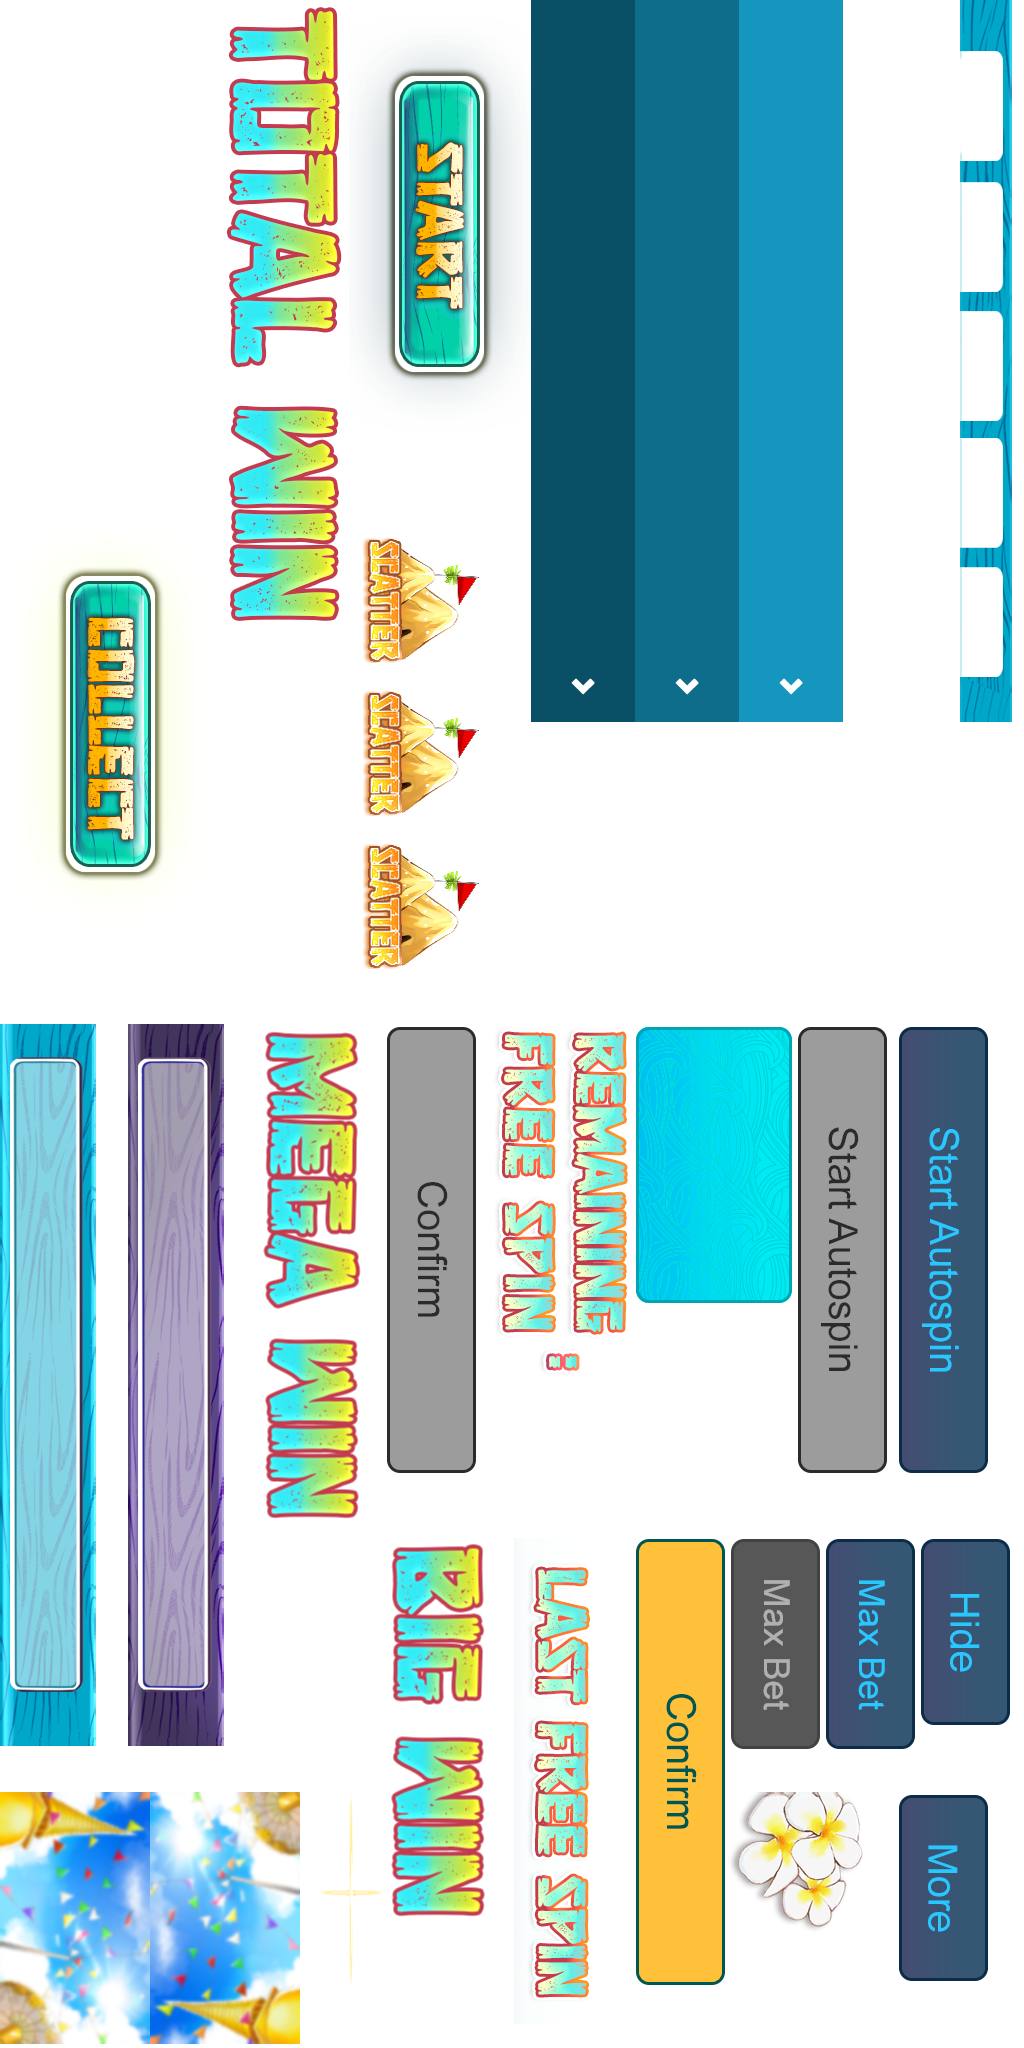 START
TOTAL WIN
SCATTER
SCATTER
SCATTER
COLLECT
Start Autospin
Start Autospin
REMAINING
FREE SPIN :
Confirm
MEGA WIN
Hide
Max Bet
Max Bet
Confirm
LAST FREE SPIN
BIG WIN
More